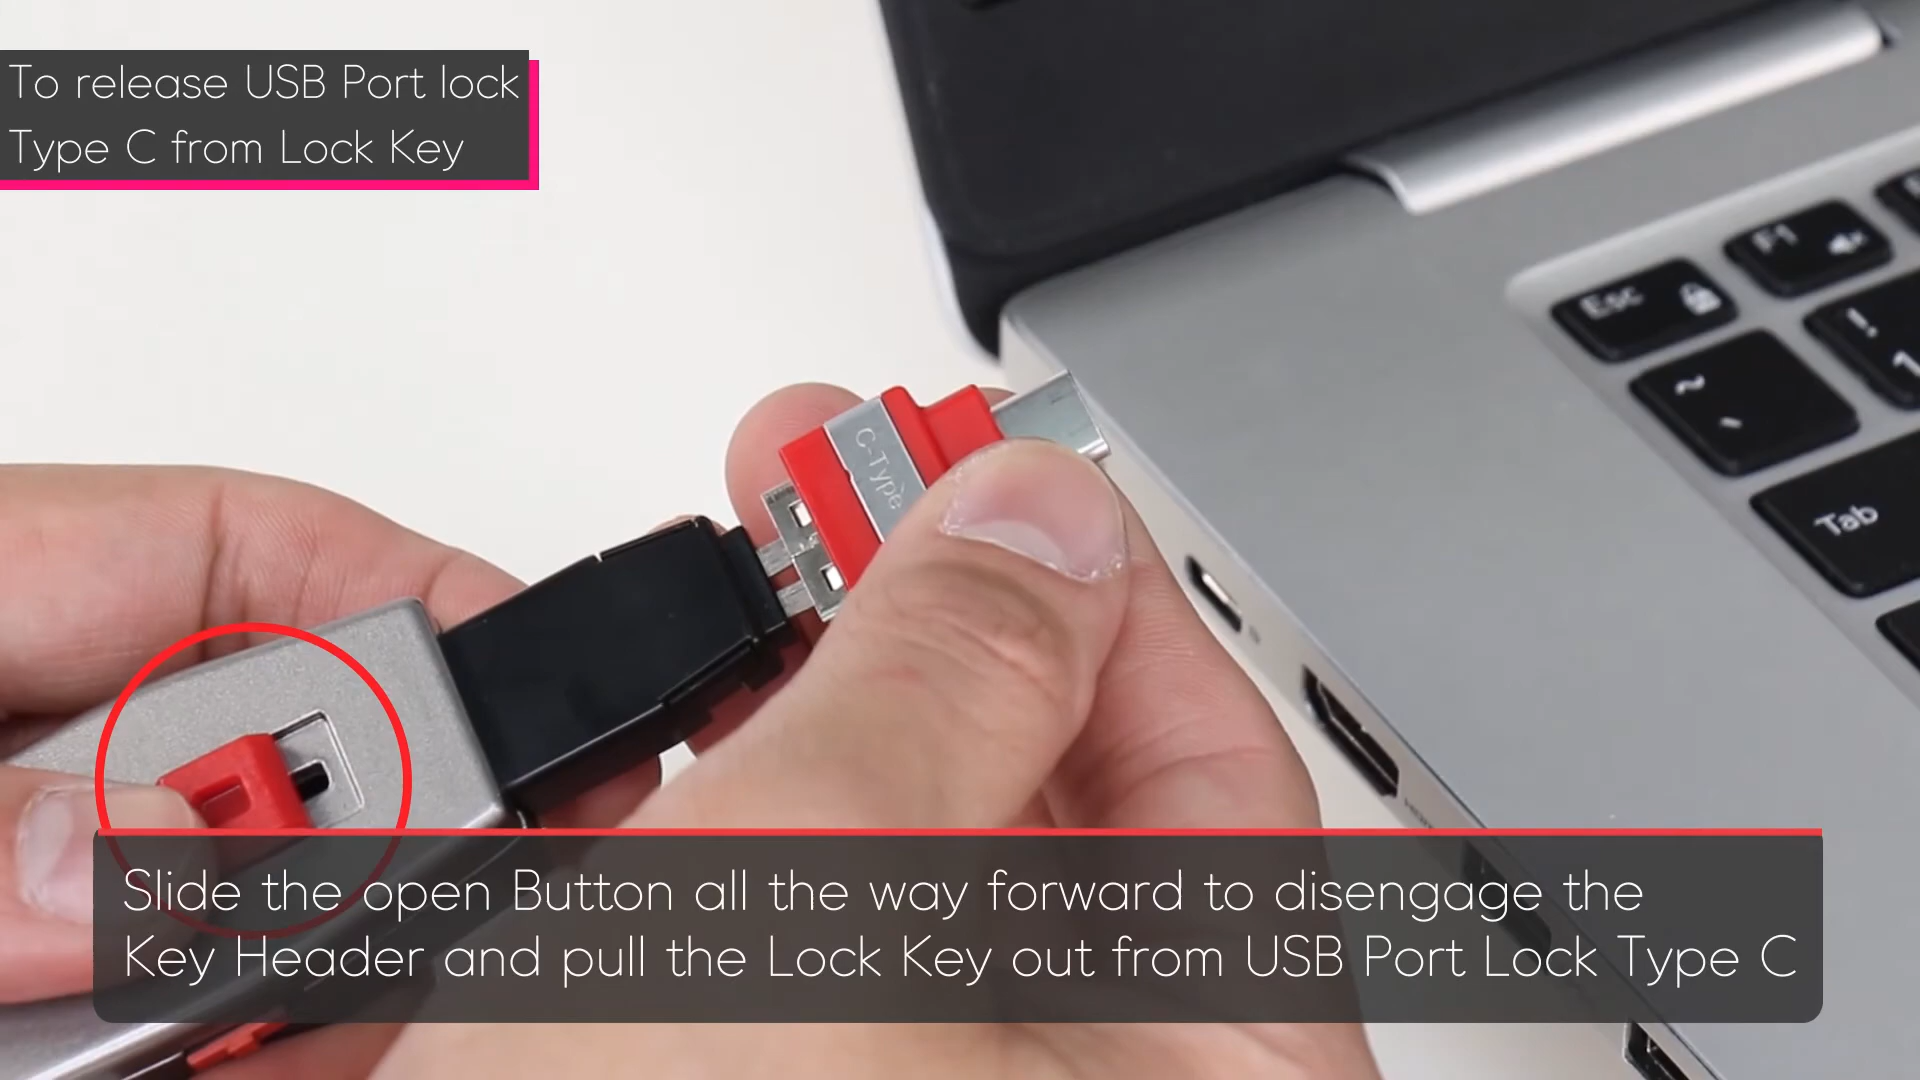 To release USB Port lock
Type C from Lock Key
F1
Esc
!
1
~
C-Type
Tab
Slide the open Button all the way forward to disengage the
Key Header and pull the Lock Key out from USB Port Lock Type C